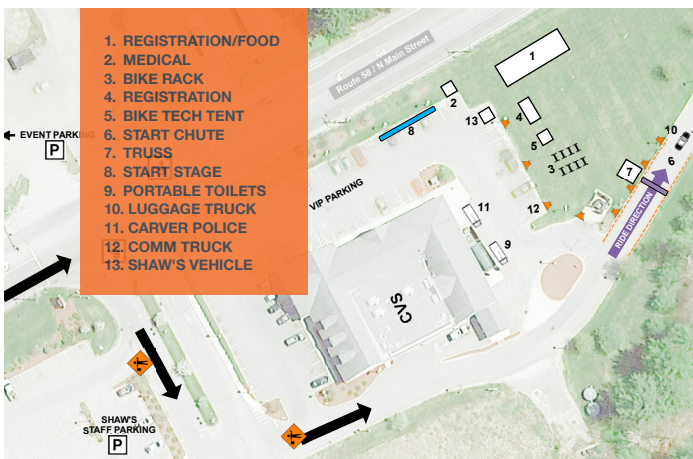 1. REGISTRATION/FOOD
2. MEDICAL
3. BIKE RACK
4. REGISTRATION
5. BIKE TECH TENT
6. START CHUTE
7. TRUSS
8. START STAGE
9. PORTABLE TOILETS
10. LUGGAGE TRUCK
11. CARVER POLICE
12. COMM TRUCK
13. SHAW'S VEHICLE
Route 58 / N Main Street
1
2
13
4
8
5
3
10
6
7
EVENT PARKING
P
VIP PARKING
11
12
9
RIDE DIRECTION
CVS
SHAW'S
STAFF PARKING
P